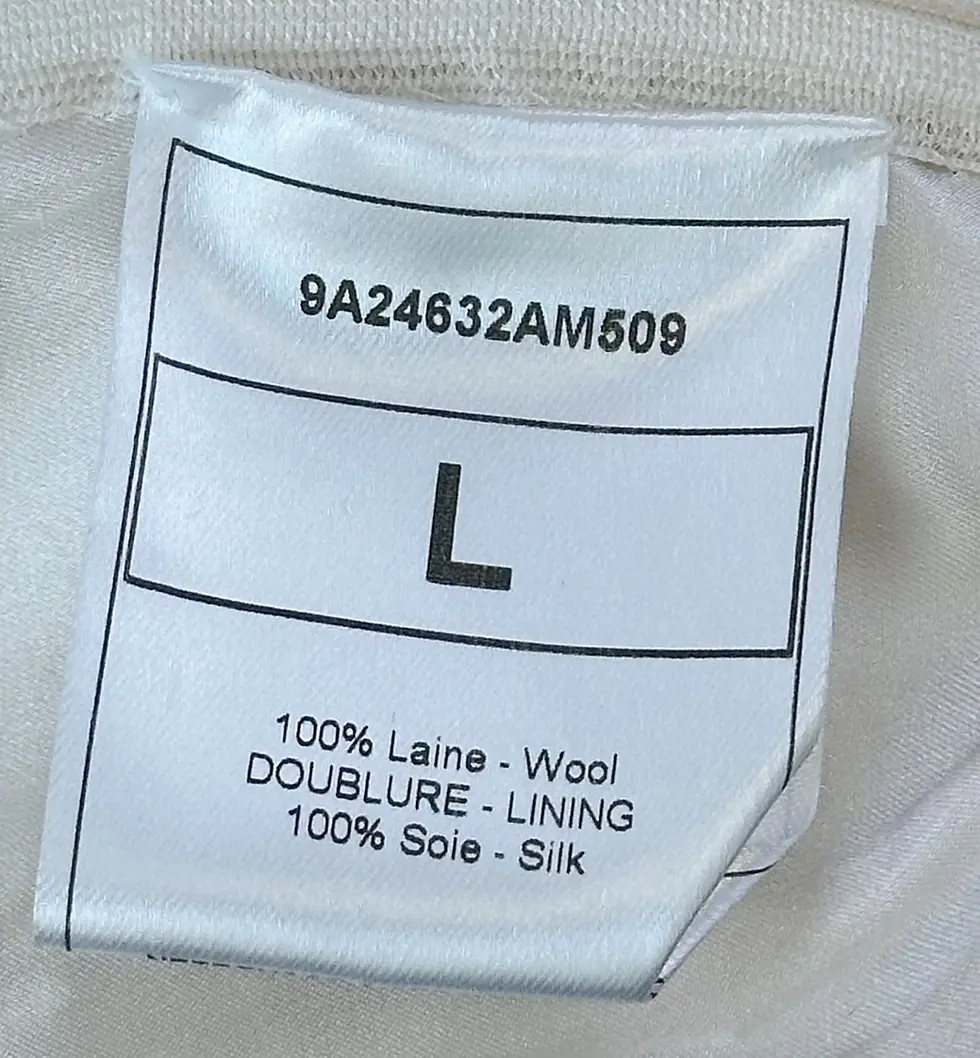 9A24632AM509
L
100% Laine - Wool
DOUBLURE - LINING
100% Soie - Silk